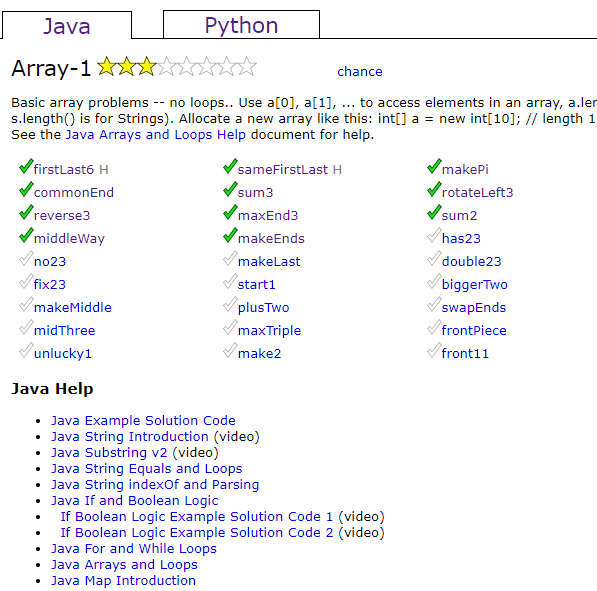 Java Python
Array-1 chance
Basic array problems -- no loops.. Use a[0], a[1], ... to access elements in an array, a.len
s.length() is for Strings). Allocate a new array like this: int[] a = new int[10]; // length 1
See the Java Arrays and Loops Help document for help.
firstLast6 H sameFirstLast H makePi
commonEnd sum3 rotateLeft3
reverse3 maxEnd3 sum2
middleWay makeEnds has23
no23 makeLast double23
fix23 start1 biggerTwo
makeMiddle plusTwo swapEnds
midThree maxTriple frontPiece
unlucky1 make2 front11
Java Help
Java Example Solution Code
Java String Introduction (video)
Java Substring v2 (video)
Java String Equals and Loops
Java String indexOf and Parsing
Java If and Boolean Logic
If Boolean Logic Example Solution Code 1 (video)
If Boolean Logic Example Solution Code 2 (video)
Java For and While Loops
Java Arrays and Loops
Java Map Introduction